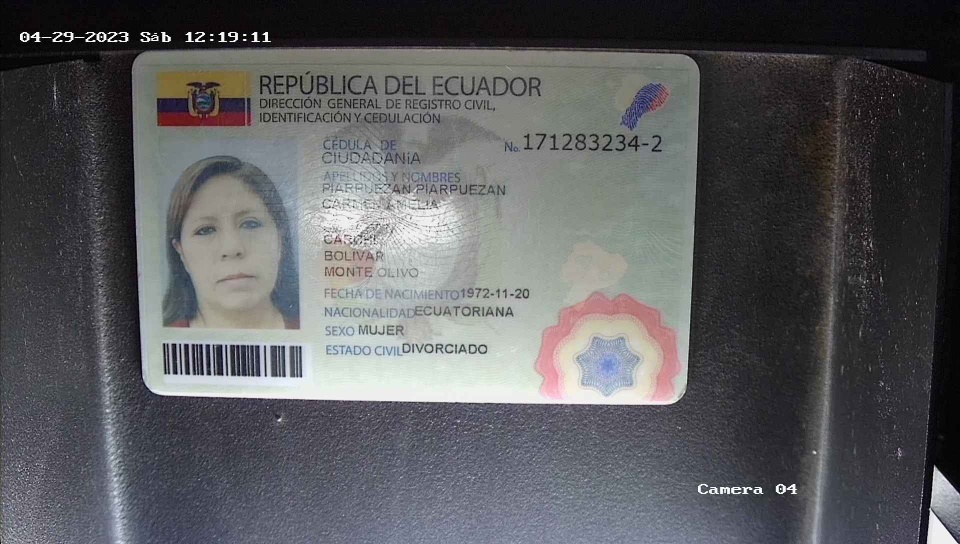 04-29-2023 Sáb 12:19:11
REPÚBLICA DEL ECUADOR
DIRECCIÓN GENERAL DE REGISTRO CIVIL,
IDENTIFICACIÓN Y CEDULACIÓN
CÉDULA DE
CIUDADANÍA
No. 171283234-2
APELLIDOS Y NOMBRES
PIARPUEZAN PIARPUEZAN
CARMEN AMELIA
CARCHI
BOLIVAR
MONTE OLIVO
FECHA DE NACIMIENTO 1972-11-20
NACIONALIDAD ECUATORIANA
SEXO MUJER
ESTADO CIVIL DIVORCIADO
Camera 04